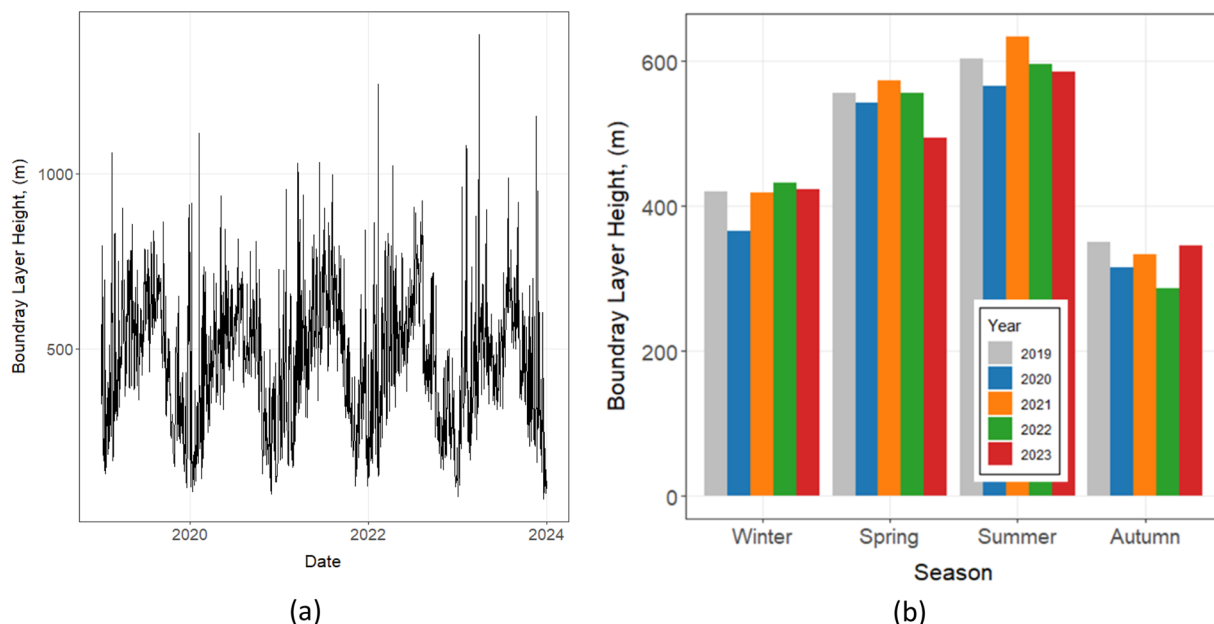 Boundray Layer Height, (m)
1000
500
2020
2022
2024
Date
(a)
Boundray Layer Height, (m)
600
400
200
0
Year
2019
2020
2021
2022
2023
Winter
Spring
Summer
Autumn
Season
(b)